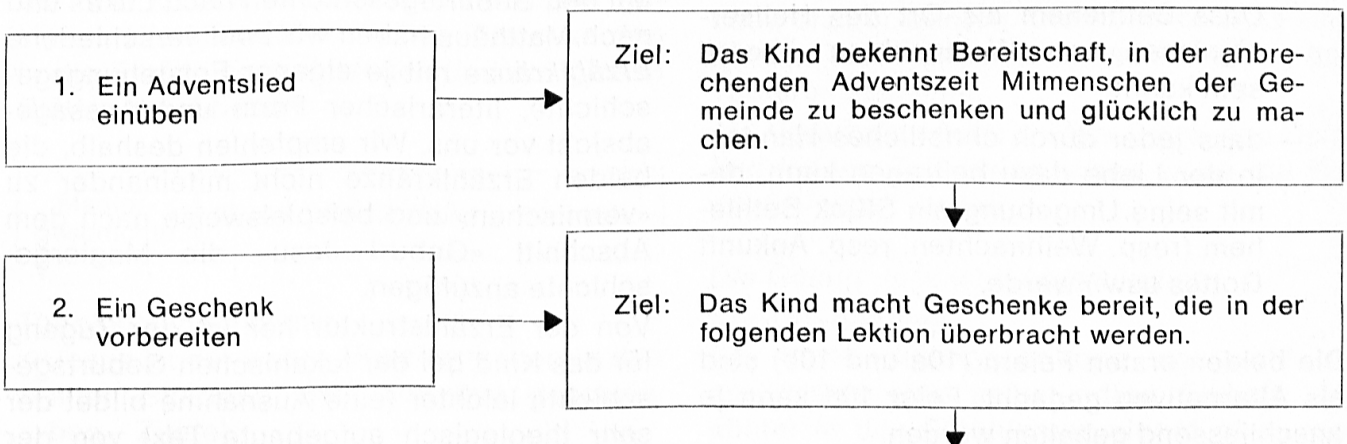 1. Ein Adventslied
einüben
Ziel: Das Kind bekennt Bereitschaft, in der anbre-
chenden Adventszeit Mitmenschen der Ge-
meinde zu beschenken und glücklich zu ma-
chen.
2. Ein Geschenk
vorbereiten
Ziel: Das Kind macht Geschenke bereit, die in der
folgenden Lektion überbracht werden.